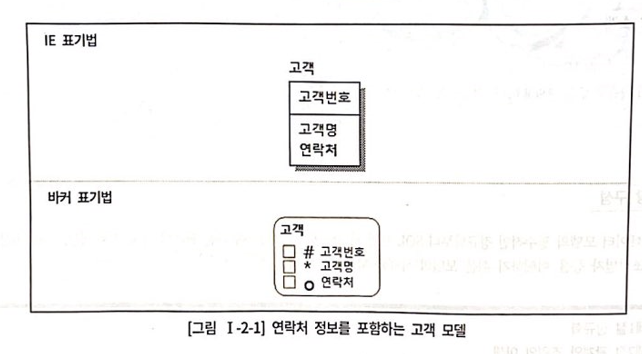 IE 표기법
고객
고객번호
고객명
연락처
바커 표기법
고객
# 고객번호
* 고객명
o 연락처
[그림 Ⅰ-2-1] 연락처 정보를 포함하는 고객 모델